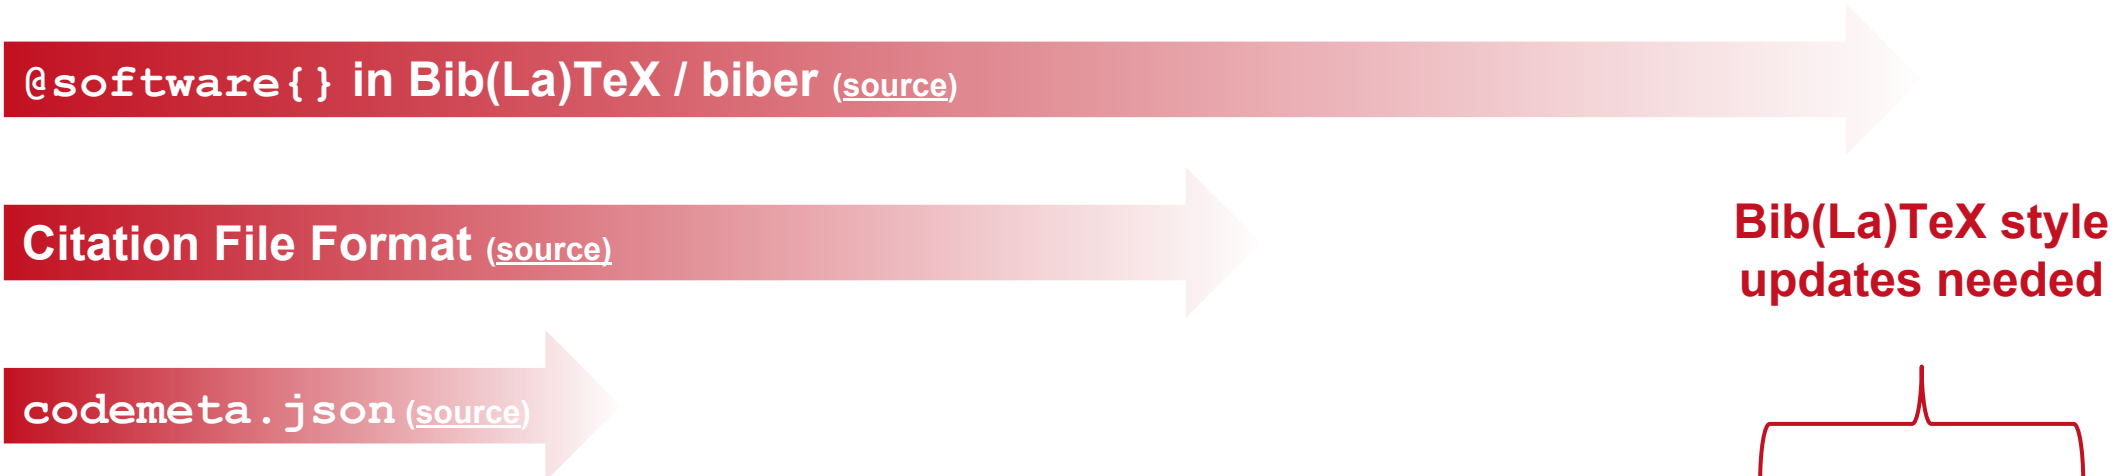 @software{} in Bib(La)TeX / biber (source)
Citation File Format (source)
Bib(La)TeX style
updates needed
codemeta.json (source)